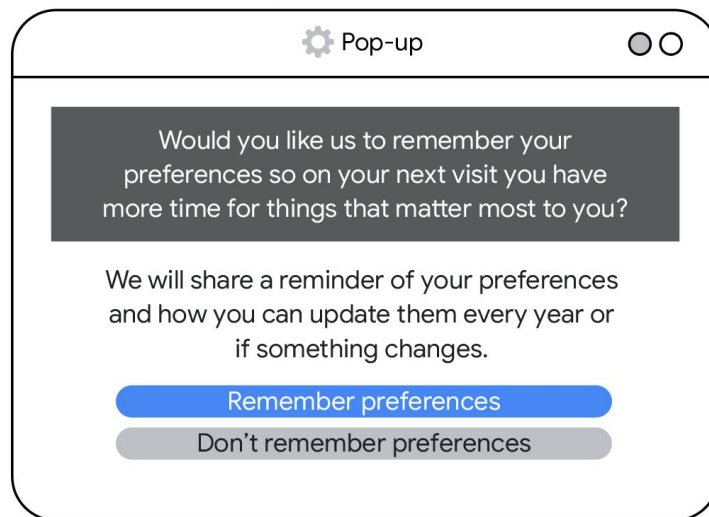 Pop-up
Would you like us to remember your
preferences so on your next visit you have
more time for things that matter most to you?
We will share a reminder of your preferences
and how you can update them every year or
if something changes.
Remember preferences
Don’t remember preferences